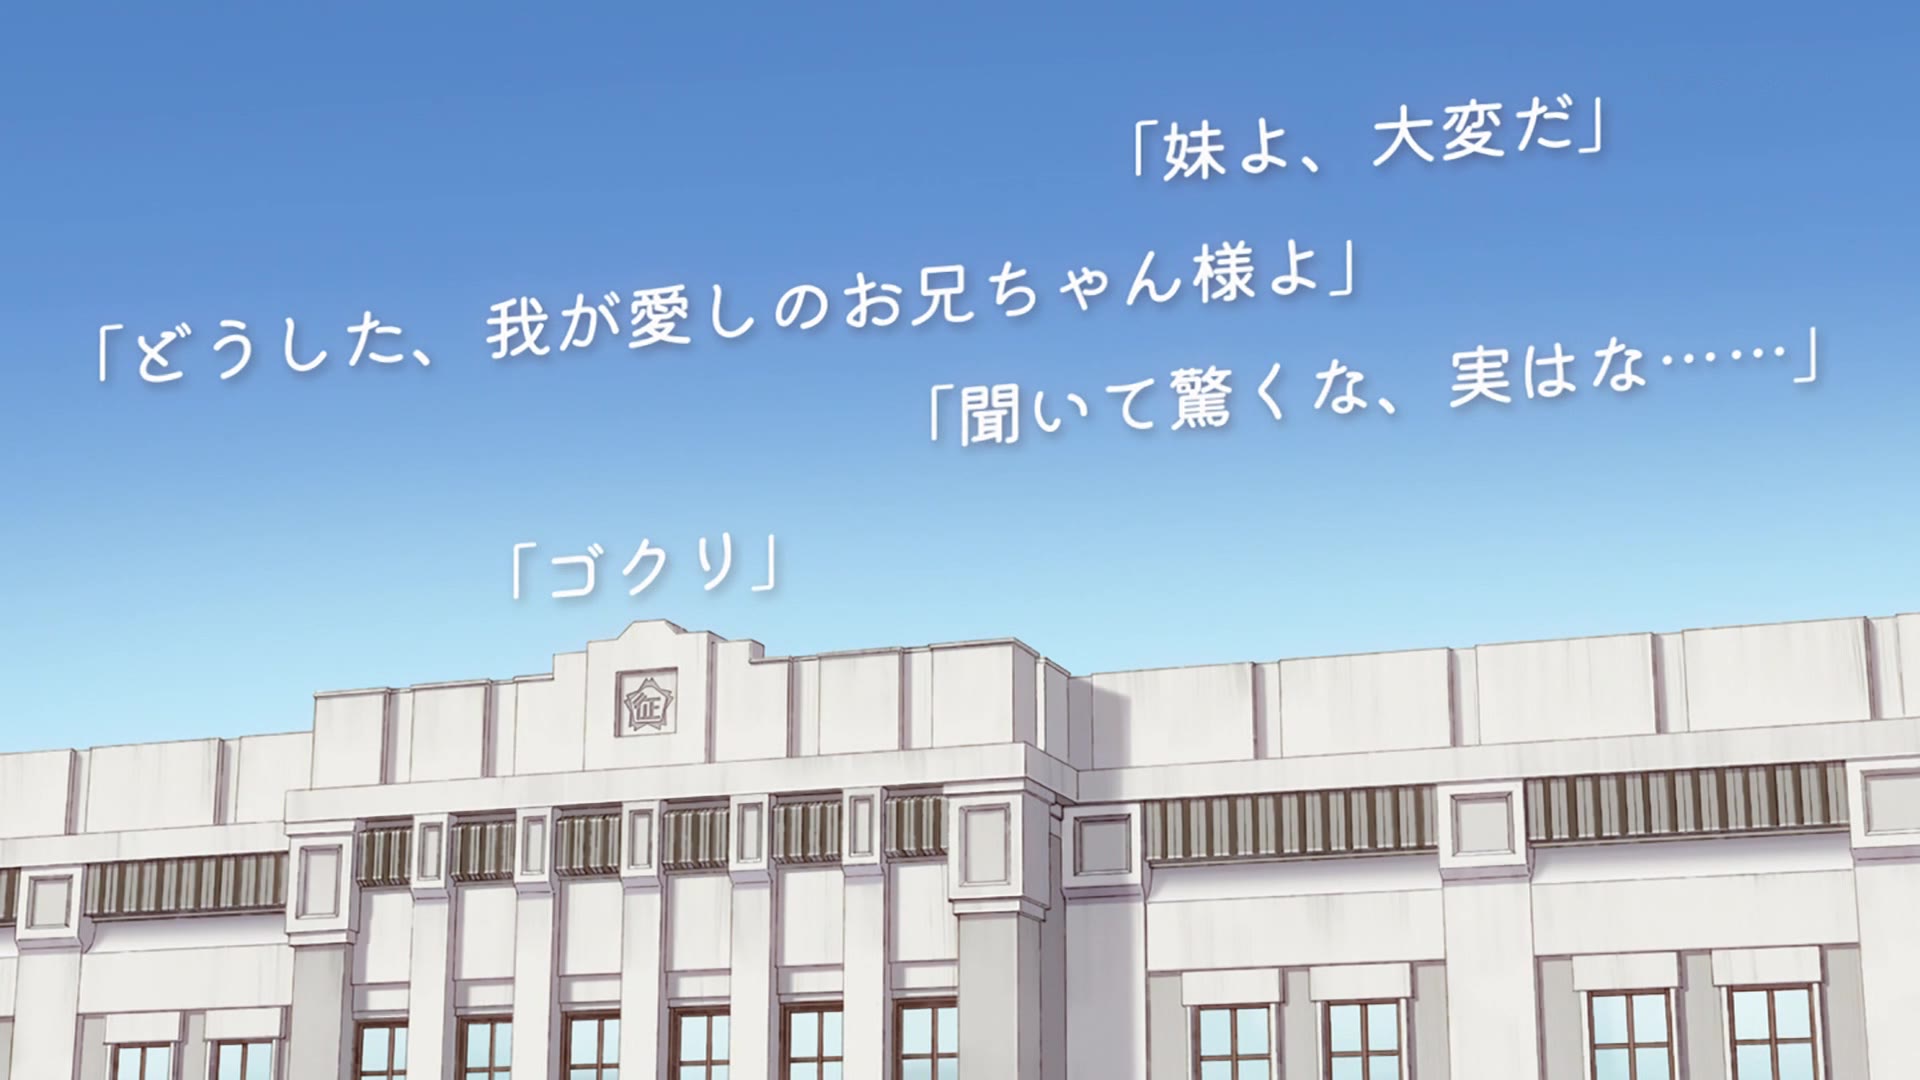 「妹よ、大変だ」
「どうした、我が愛しのお兄ちゃん様よ」
「聞いて驚くな、実はな……」
「ゴクリ」
征